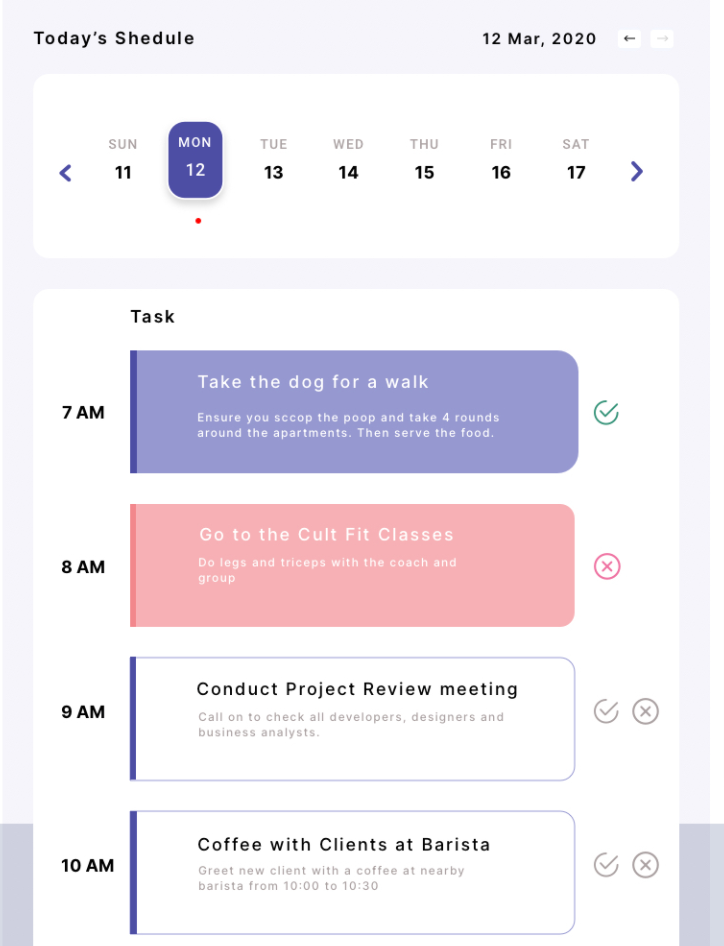 Today's Shedule
12 Mar, 2020
SUN MON TUE WED THU FRI SAT
11 12 13 14 15 16 17
Task
7 AM
Take the dog for a walk
Ensure you sccop the poop and take 4 rounds
around the apartments. Then serve the food.
8 AM
Go to the Cult Fit Classes
Do legs and triceps with the coach and
group
9 AM
Conduct Project Review meeting
Call on to check all developers, designers and
business analysts.
10 AM
Coffee with Clients at Barista
Greet new client with a coffee at nearby
barista from 10:00 to 10:30